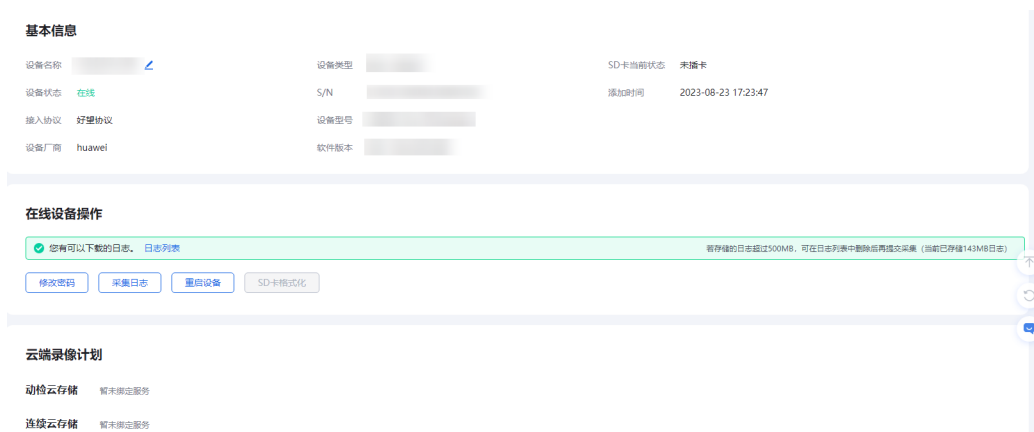 基本信息
设备名称 设备类型 SD卡当前状态 未插卡
设备状态 在线 S/N 添加时间 2023-08-23 17:23:47
接入协议 好望协议 设备型号
设备厂商 huawei 软件版本
在线设备操作
您有可以下载的日志。 日志列表 若存储的日志超过500MB，可在日志列表中删除后再提交采集（当前已存储143MB日志）
修改密码 采集日志 重启设备 SD卡格式化
云端录像计划
动检云存储 暂未绑定服务
连续云存储 暂未绑定服务